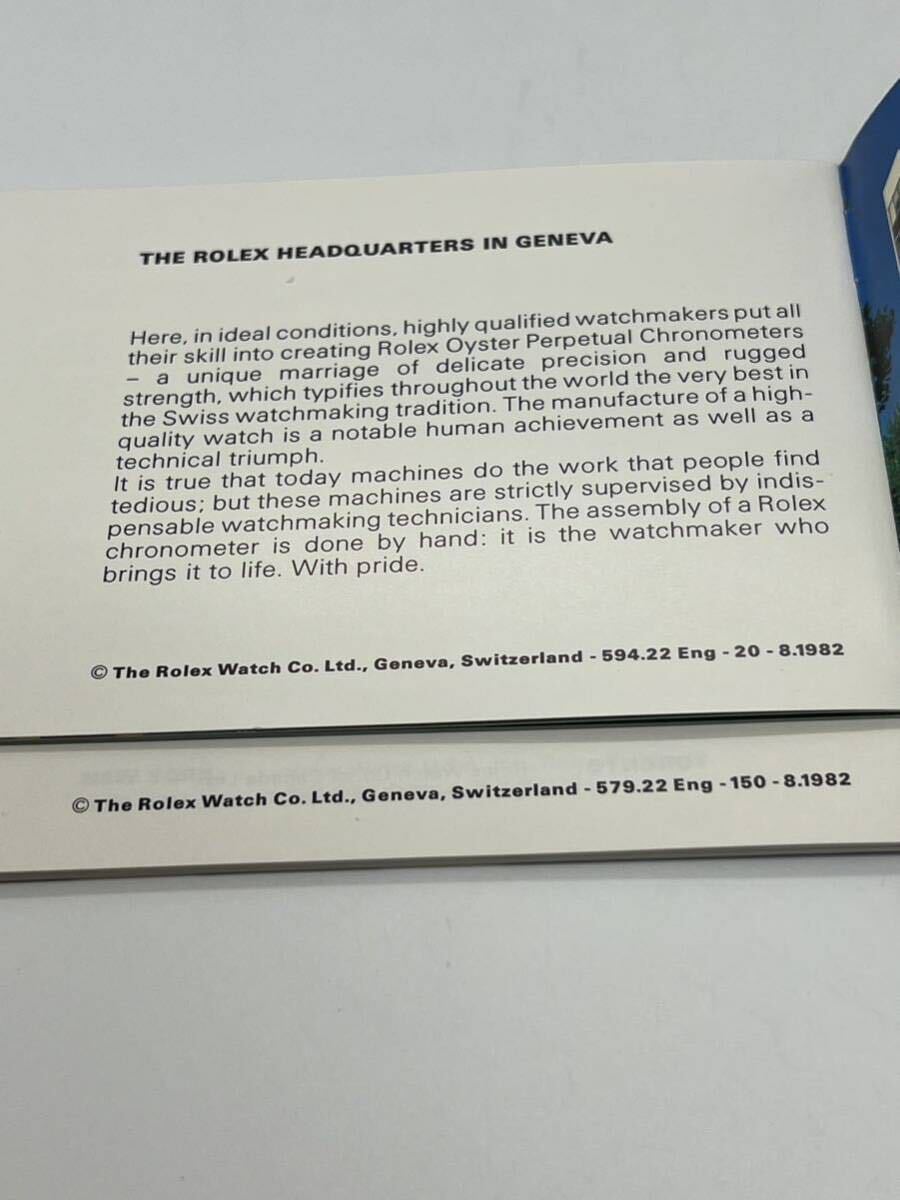 THE ROLEX HEADQUARTERS IN GENEVA
Here, in ideal conditions, highly qualified watchmakers put all
their skill into creating Rolex Oyster Perpetual Chronometers
– a unique marriage of delicate precision and rugged
strength, which typifies throughout the world the very best in
the Swiss watchmaking tradition. The manufacture of a high-
quality watch is a notable human achievement as well as a
technical triumph.
It is true that today machines do the work that people find
tedious; but these machines are strictly supervised by indis-
pensable watchmaking technicians. The assembly of a Rolex
chronometer is done by hand: it is the watchmaker who
brings it to life. With pride.
© The Rolex Watch Co. Ltd., Geneva, Switzerland - 594.22 Eng - 20 - 8.1982
© The Rolex Watch Co. Ltd., Geneva, Switzerland - 579.22 Eng - 150 - 8.1982